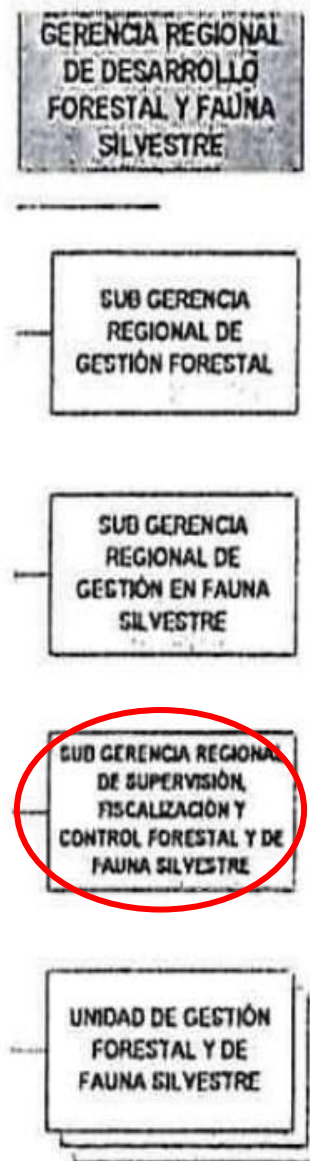 GERENCIA REGIONAL
DE DESARROLLO
FORESTAL Y FAUNA
SILVESTRE
SUB GERENCIA
REGIONAL DE
GESTIÓN FORESTAL
SUB GERENCIA
REGIONAL DE
GESTIÓN EN FAUNA
SILVESTRE
SUB GERENCIA REGIONAL
DE SUPERVISIÓN,
FISCALIZACIÓN Y
CONTROL FORESTAL Y DE
FAUNA SILVESTRE
UNIDAD DE GESTIÓN
FORESTAL Y DE
FAUNA SILVESTRE